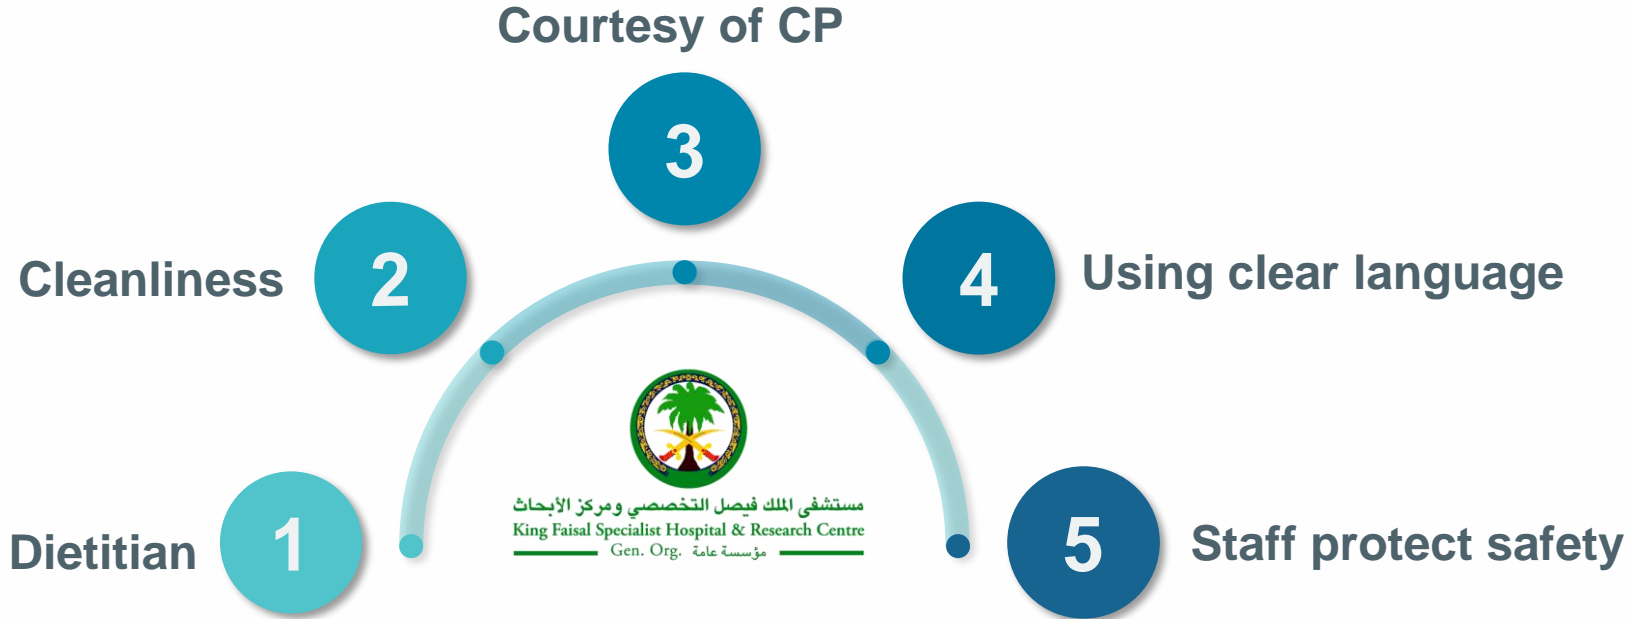 Courtesy of CP
3
2
Cleanliness
4
Using clear language
مستشفى الملك فيصل التخصصي ومركز الأبحاث
King Faisal Specialist Hospital & Research Centre
Gen. Org. مؤسسة عامة
Dietitian
1
5
Staff protect safety